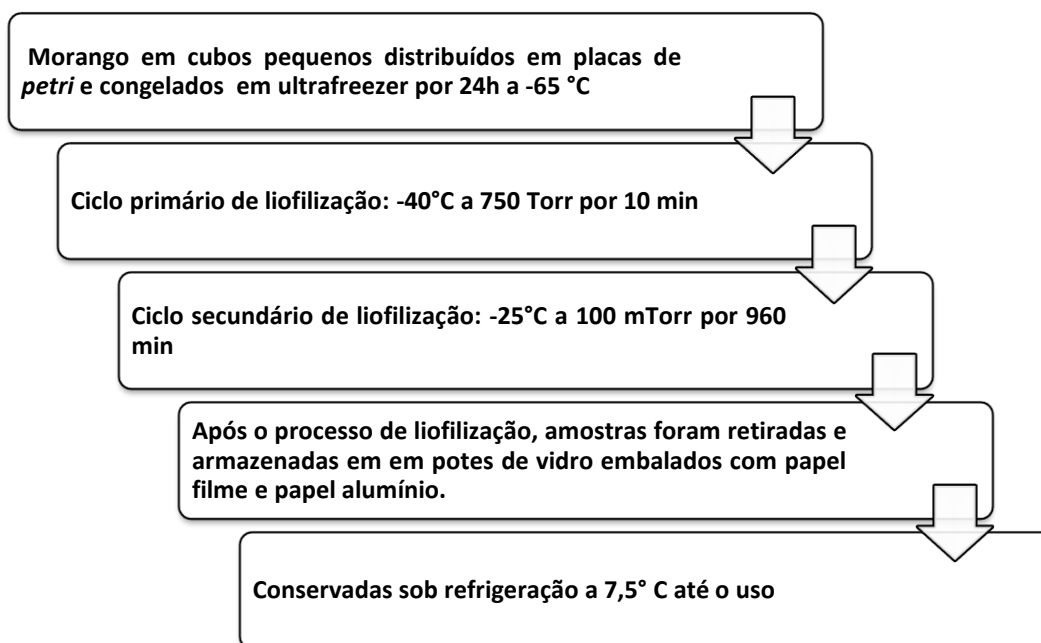 Morango em cubos pequenos distribuídos em placas de
petri e congelados em ultrafreezer por 24h a -65 °C
Ciclo primário de liofilização: -40°C a 750 Torr por 10 min
Ciclo secundário de liofilização: -25°C a 100 mTorr por 960
min
Após o processo de liofilização, amostras foram retiradas e
armazenadas em em potes de vidro embalados com papel
filme e papel alumínio.
Conservadas sob refrigeração a 7,5° C até o uso